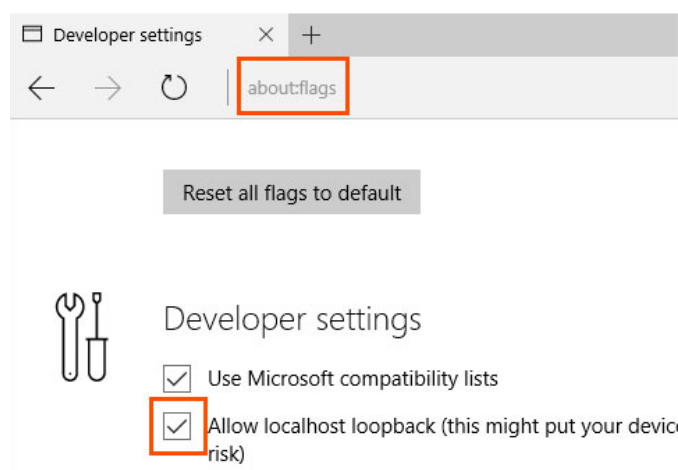 Developer settings
about:flags
Reset all flags to default
Developer settings
Use Microsoft compatibility lists
Allow localhost loopback (this might put your device
risk)